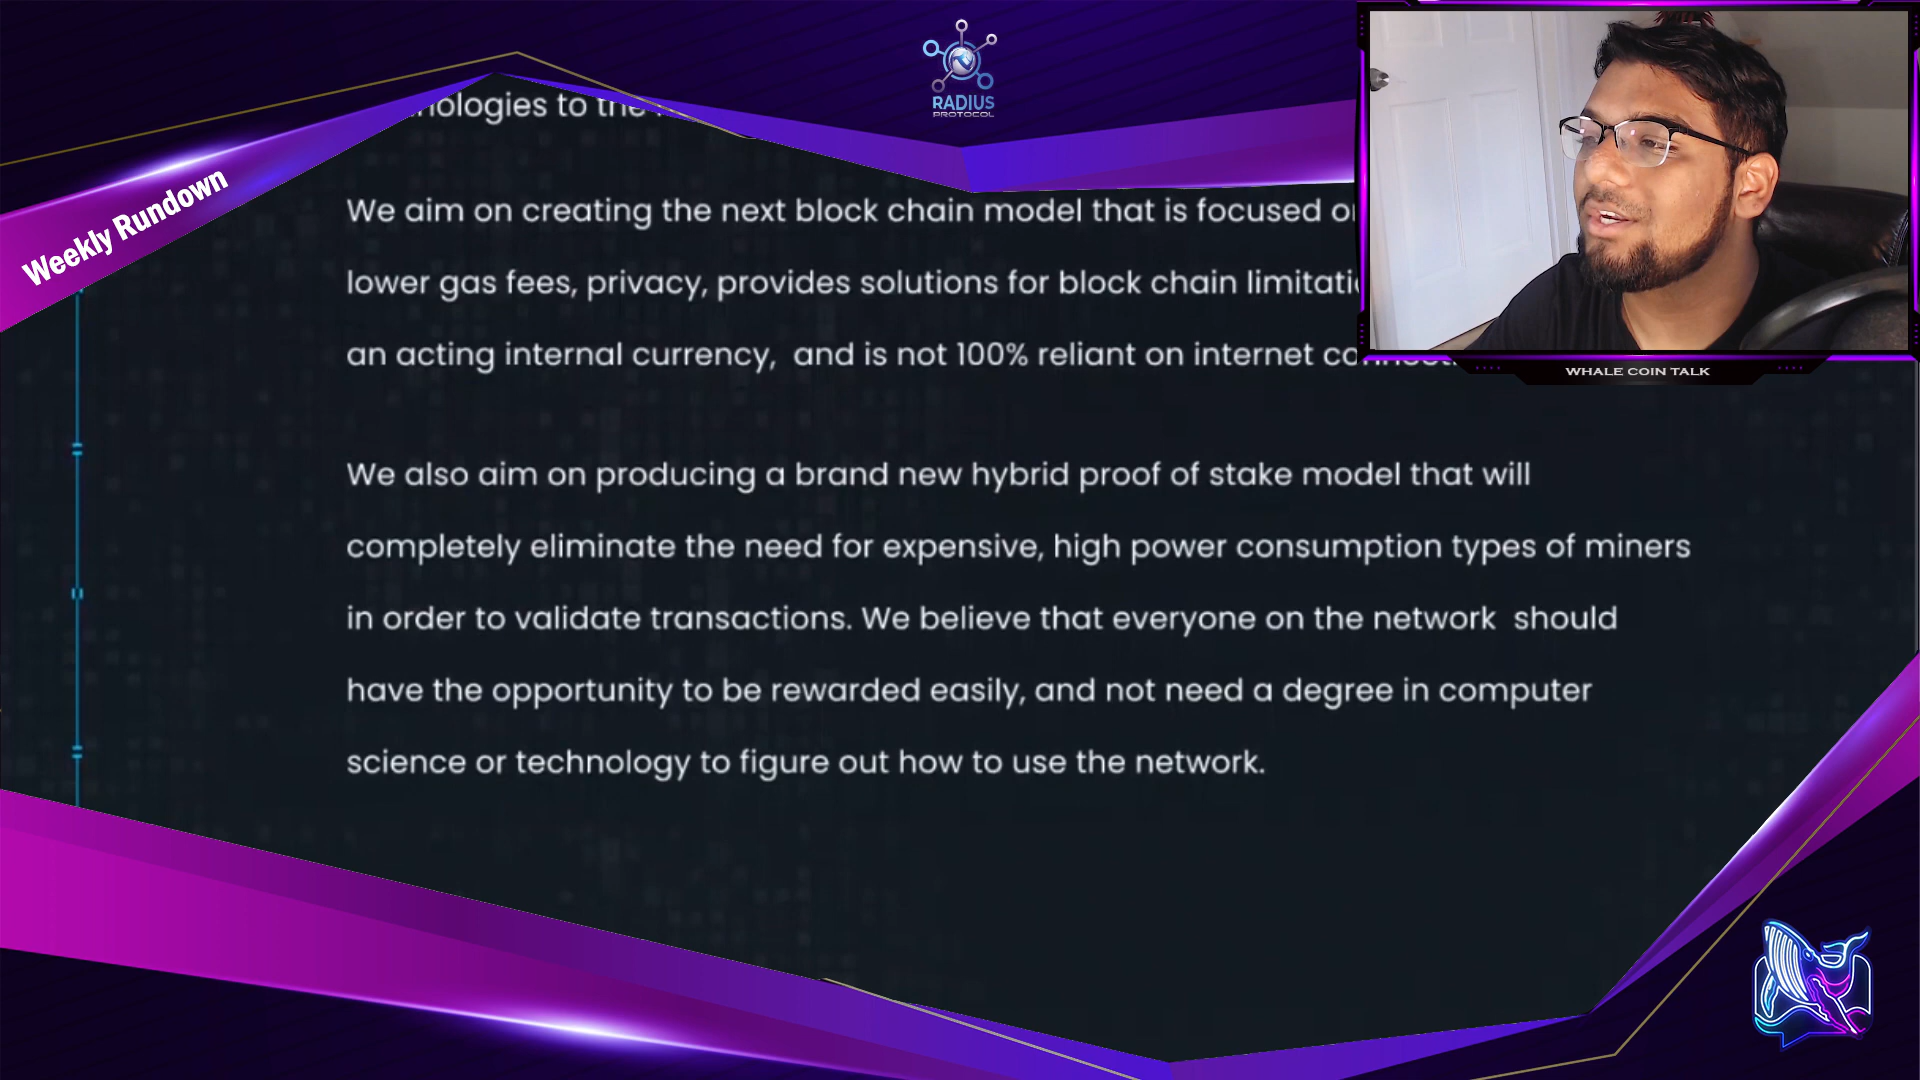 RADIUS
PROTOCOL
Weekly Rundown
to the
We aim on creating the next block chain model that is focused
lower gas fees, privacy, provides solutions for block chain
an acting internal currency, and is not 100% reliant on internet
WHALE COIN TALK
We also aim on producing a brand new hybrid proof of stake model that will
completely eliminate the need for expensive, high power consumption types of miners
in order to validate transactions. We believe that everyone on the network should
have the opportunity to be rewarded easily, and not need a degree in computer
science or technology to figure out how to use the network.